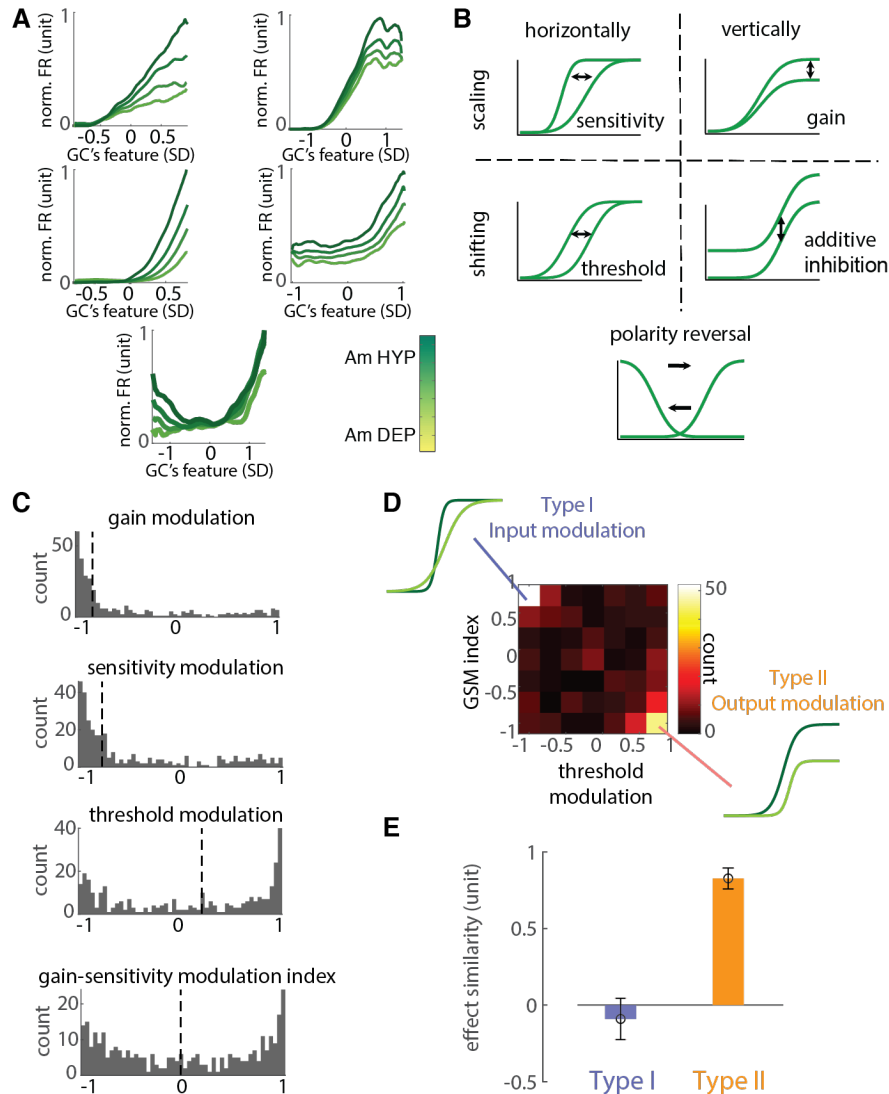 A
norm. FR (unit)
1
0
-0.5 0 0.5
GC's feature (SD)
norm. FR (unit)
1
0
-1 0 1
GC's feature (SD)
norm. FR (unit)
1
0
-0.5 0 0.5
GC's feature (SD)
norm. FR (unit)
1
0
-1 0 1
GC's feature (SD)
norm. FR (unit)
1
0
-1 0 1
GC's feature (SD)
Am HYP
Am DEP
B
horizontally
vertically
scaling
sensitivity
gain
shifting
threshold
additive
inhibition
polarity reversal
C
gain modulation
count
50
0
-1 0 1
sensitivity modulation
count
40
20
0
-1 0 1
threshold modulation
count
40
20
0
-1 0 1
gain-sensitivity modulation index
count
20
10
0
-1 0 1
D
Type I
Input modulation
GSM index
1
0.5
0
-0.5
-1
-1 -0.5 0 0.5 1
threshold
modulation
50
count
0
Type II
Output modulation
E
effect similarity (unit)
1
0.5
0
-0.5
Type I
Type II